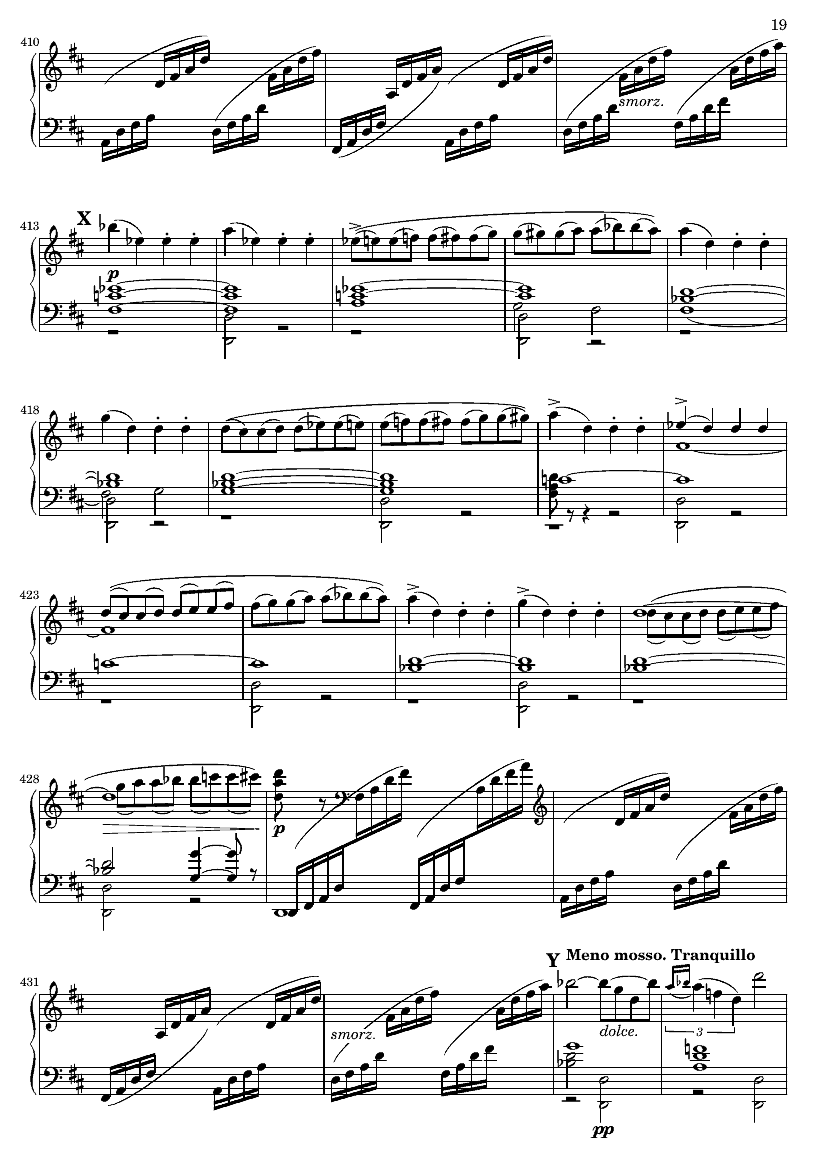 19
410
smorz.
X
413
p
418
423
428
p
Y Meno mosso. Tranquillo
431
smorz.
dolce.
3
pp